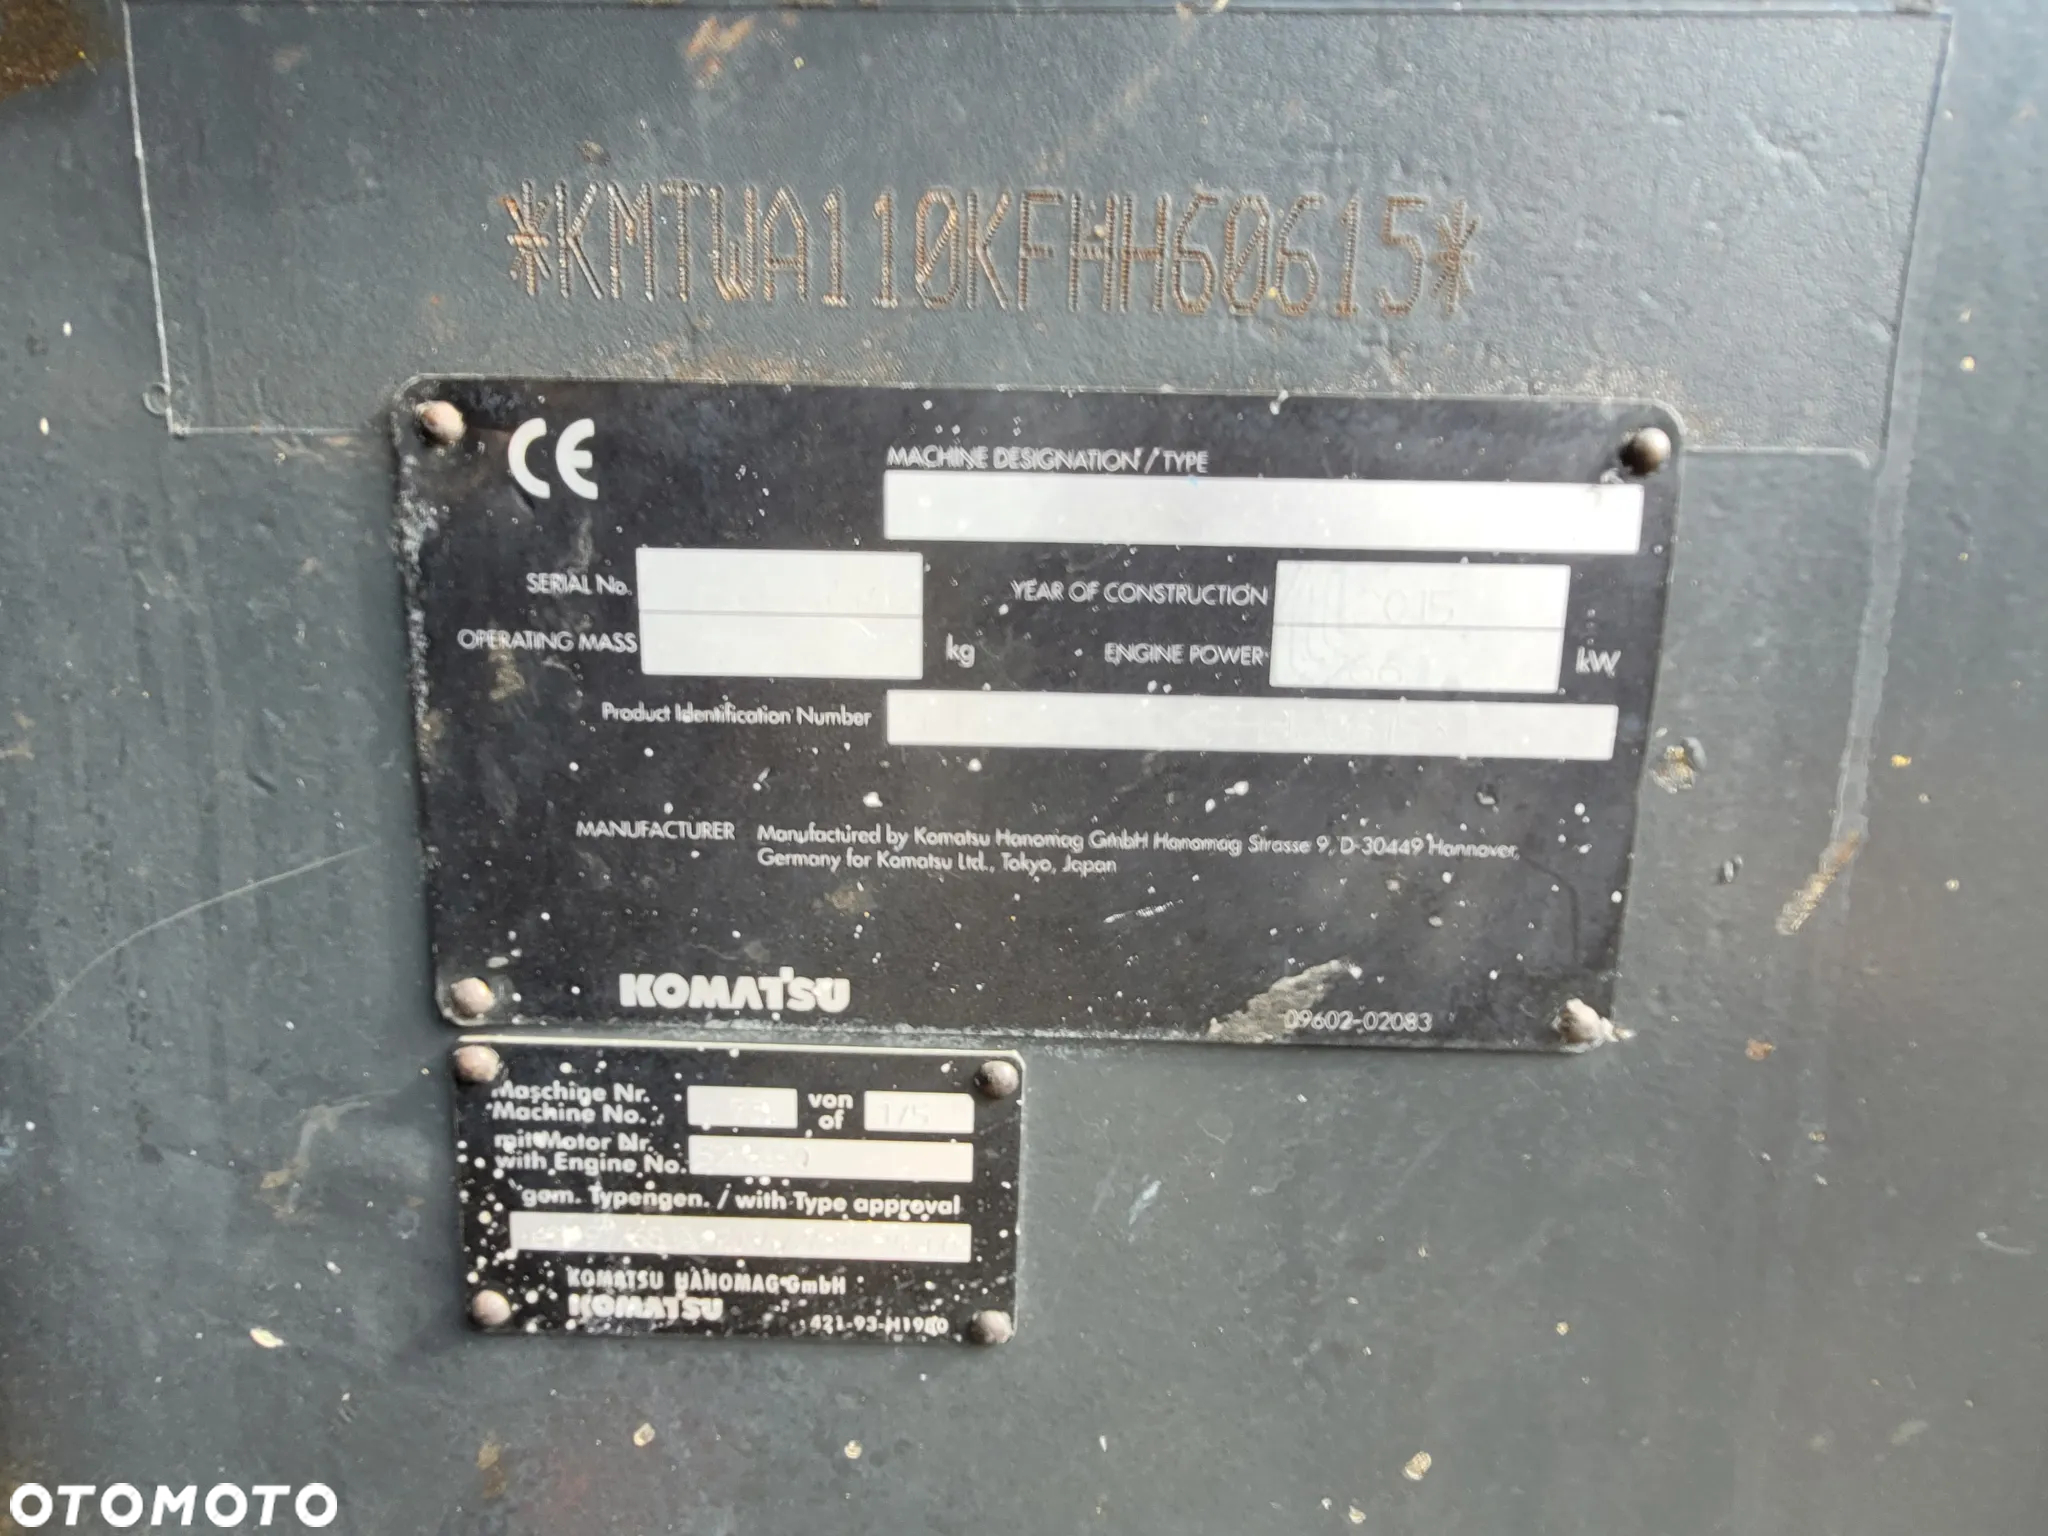 *KMTWA110KFHH60615*
CE
MACHINE DESIGNATION / TYPE
SERIAL No.
YEAR OF CONSTRUCTION 2015
OPERATING MASS kg
ENGINE POWER kW
Product Identification Number
MANUFACTURER Manufactured by Komatsu Hanomag GmbH Hanomag Strasse 9, D-30449 Hannover,
Germany for Komatsu Ltd., Tokyo, Japan
KOMATSU
09602-02083
Maschine Nr. von
Machine No. of
mit Motor Nr.
with Engine No.
gem. Typengen. / with Type approval
KOMATSU HANOMAG GmbH
KOMATSU
421-93-H1980
OTOMOTO